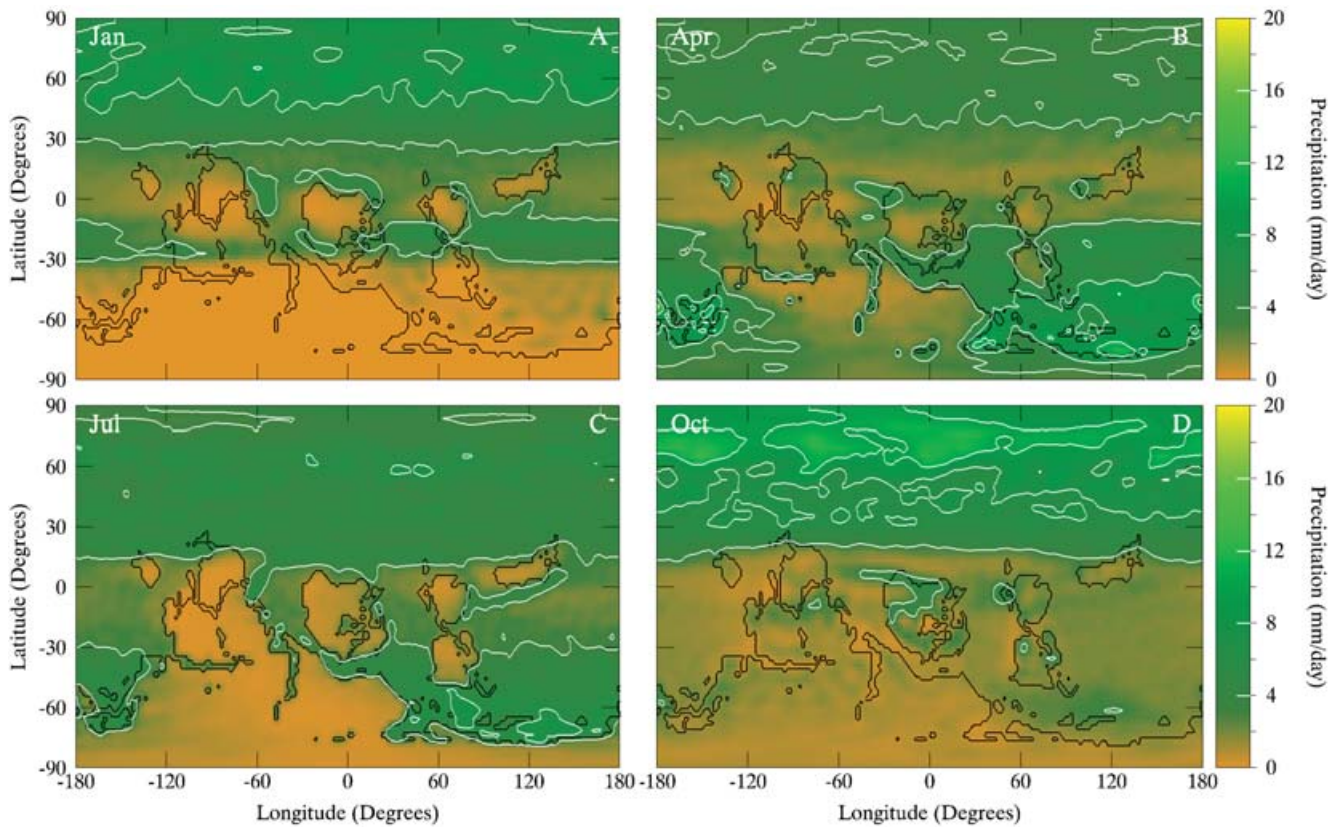 Jan A
Apr B
90
60
30
0
-30
-60
-90
Latitude (Degrees)
20
16
12
8
4
0
Precipitation (mm/day)
Jul C
Oct D
90
60
30
0
-30
-60
-90
Latitude (Degrees)
20
16
12
8
4
0
Precipitation (mm/day)
-180 -120 -60 0 60 120 180
-120 -60 0 60 120 180
Longitude (Degrees)
Longitude (Degrees)